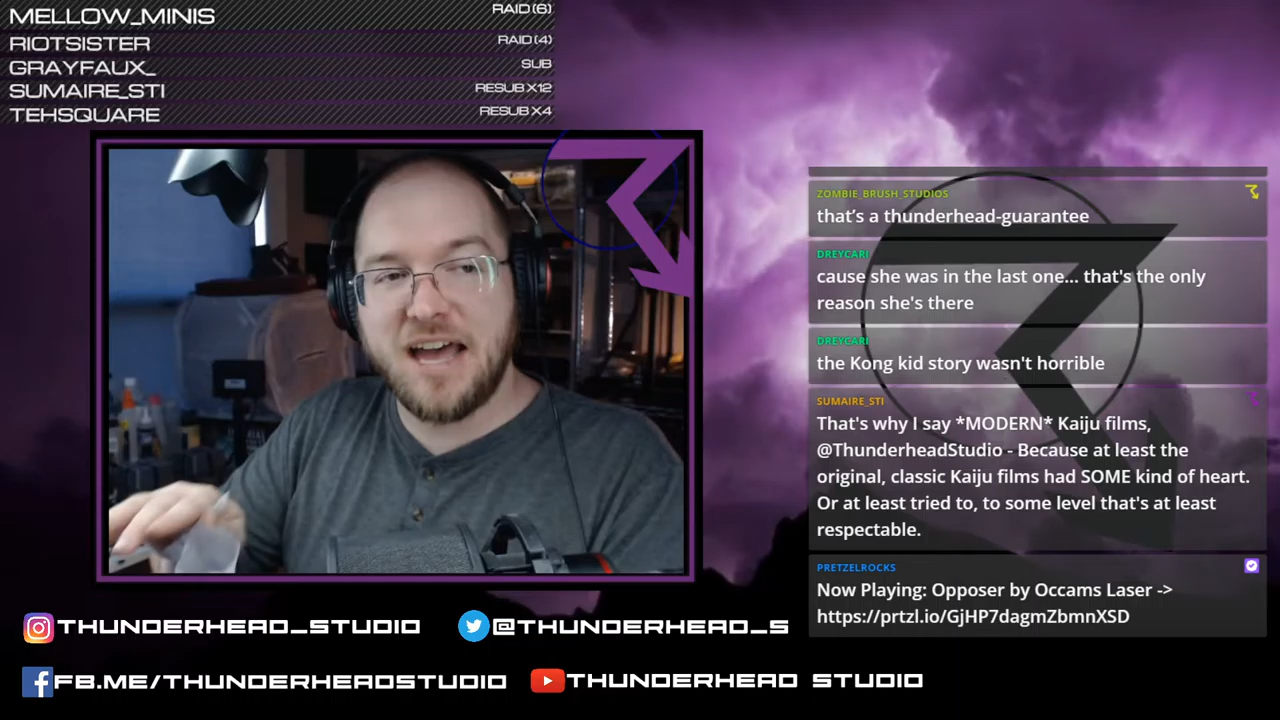 MELLOW_MINIS RAID (6)
RIOTSISTER RAID (4)
GRAYFAUX_ SUB
SUMAIRE_STI RESUB X12
TEHSQUARE RESUB X4
ZOMBIE_BRUSH_STUDIOS
that's a thunderhead-guarantee
DREYCARI
cause she was in the last one... that's the only
reason she's there
DREYCARI
the Kong kid story wasn't horrible
SUMAIRE_STI
That's why I say *MODERN* Kaiju films,
@ThunderheadStudio - Because at least the
original, classic Kaiju films had SOME kind of heart.
Or at least tried to, to some level that's at least
respectable.
PRETZELROCKS
Now Playing: Opposer by Occams Laser ->
https://prtzl.io/GjHP7dagmZbmnXSD
THUNDERHEAD_STUDIO
@THUNDERHEAD_S
FB.ME/THUNDERHEADSTUDIO
THUNDERHEAD STUDIO